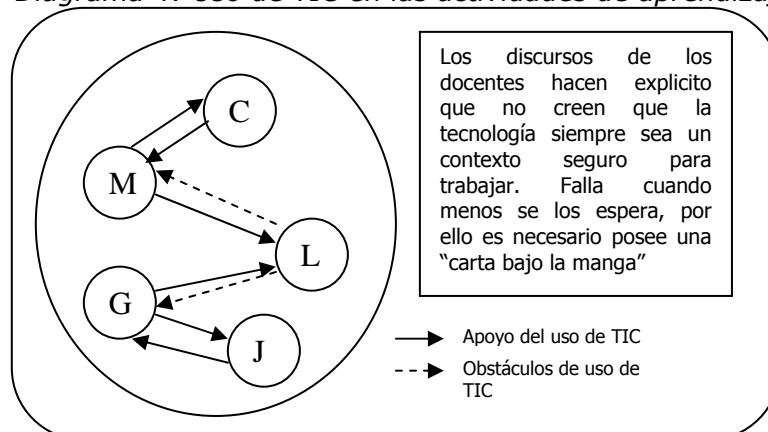 Diagrama 4: Uso de TIC en las actividades de aprendizaj
C
M
L
G
J
Los discursos de los
docentes hacen explicito
que no creen que la
tecnología siempre sea un
contexto seguro para
trabajar. Falla cuando
menos se los espera, por
ello es necesario posee una
“carta bajo la manga”
Apoyo del uso de TIC
Obstáculos de uso de
TIC